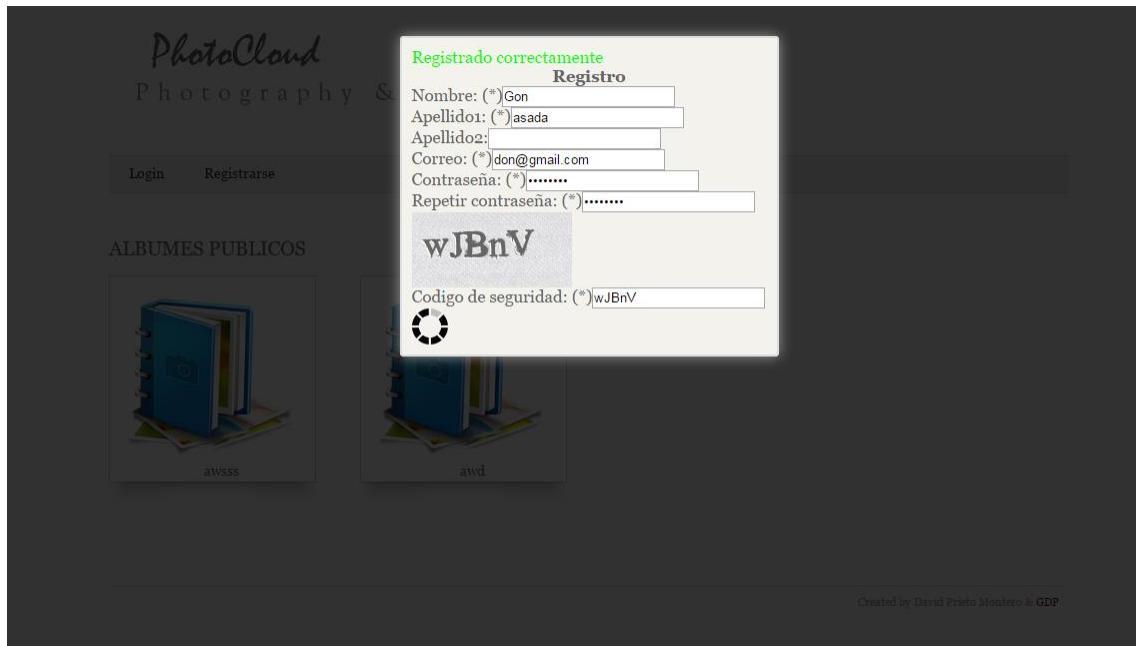 PhotoCloud
Photography &
Login Registrarse
ALBUMES PUBLICOS
awsss
awd
Registrado correctamente
Registro
Nombre: (*) Gon
Apellido1: (*) asada
Apellido2:
Correo: (*) don@gmail.com
Contraseña: (*) ••••••••
Repetir contraseña: (*) ••••••••
wJBnV
Codigo de seguridad: (*) wJBnV
Created by David Prieto Montero & GDP